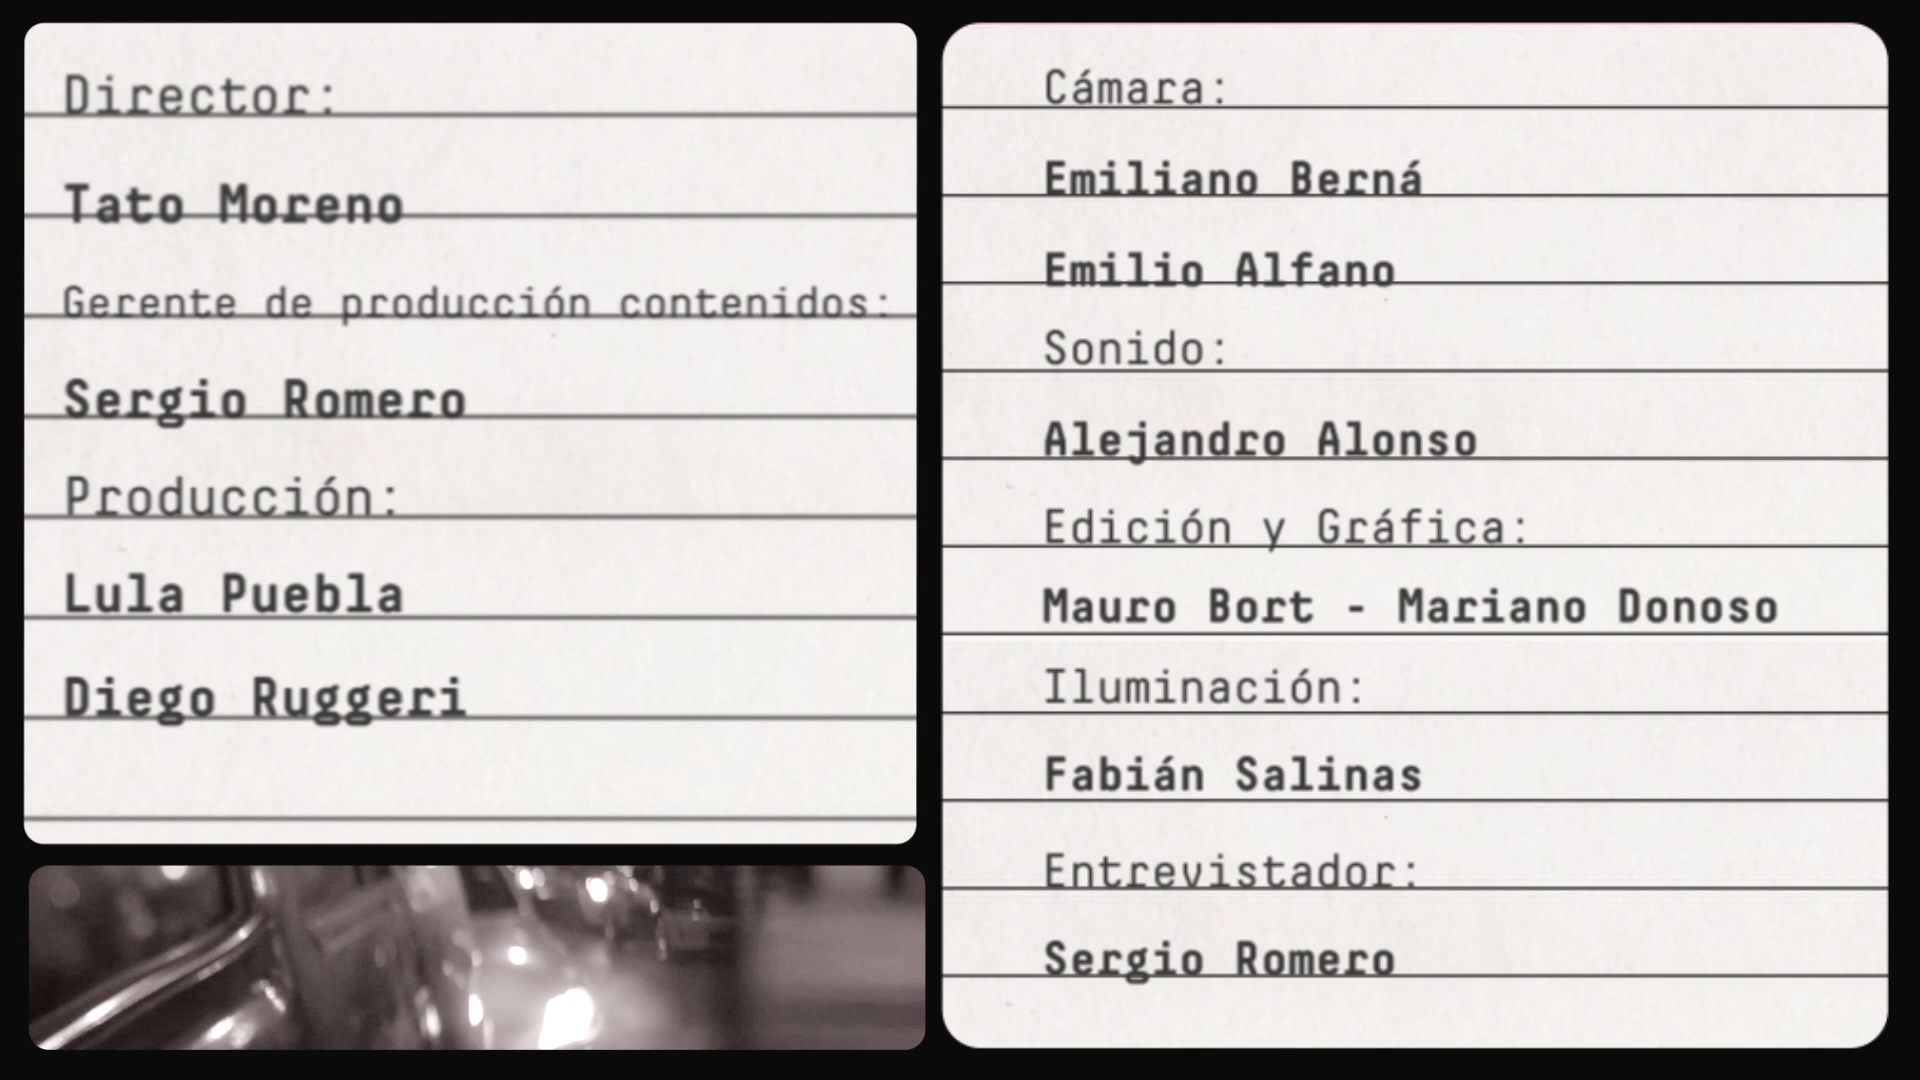 Director:
Tato Moreno
Gerente de producción contenidos:
Sergio Romero
Producción:
Lula Puebla
Diego Ruggeri
Cámara:
Emiliano Berná
Emilio Alfano
Sonido:
Alejandro Alonso
Edición y Gráfica:
Mauro Bort - Mariano Donoso
Iluminación:
Fabián Salinas
Entrevistador:
Sergio Romero